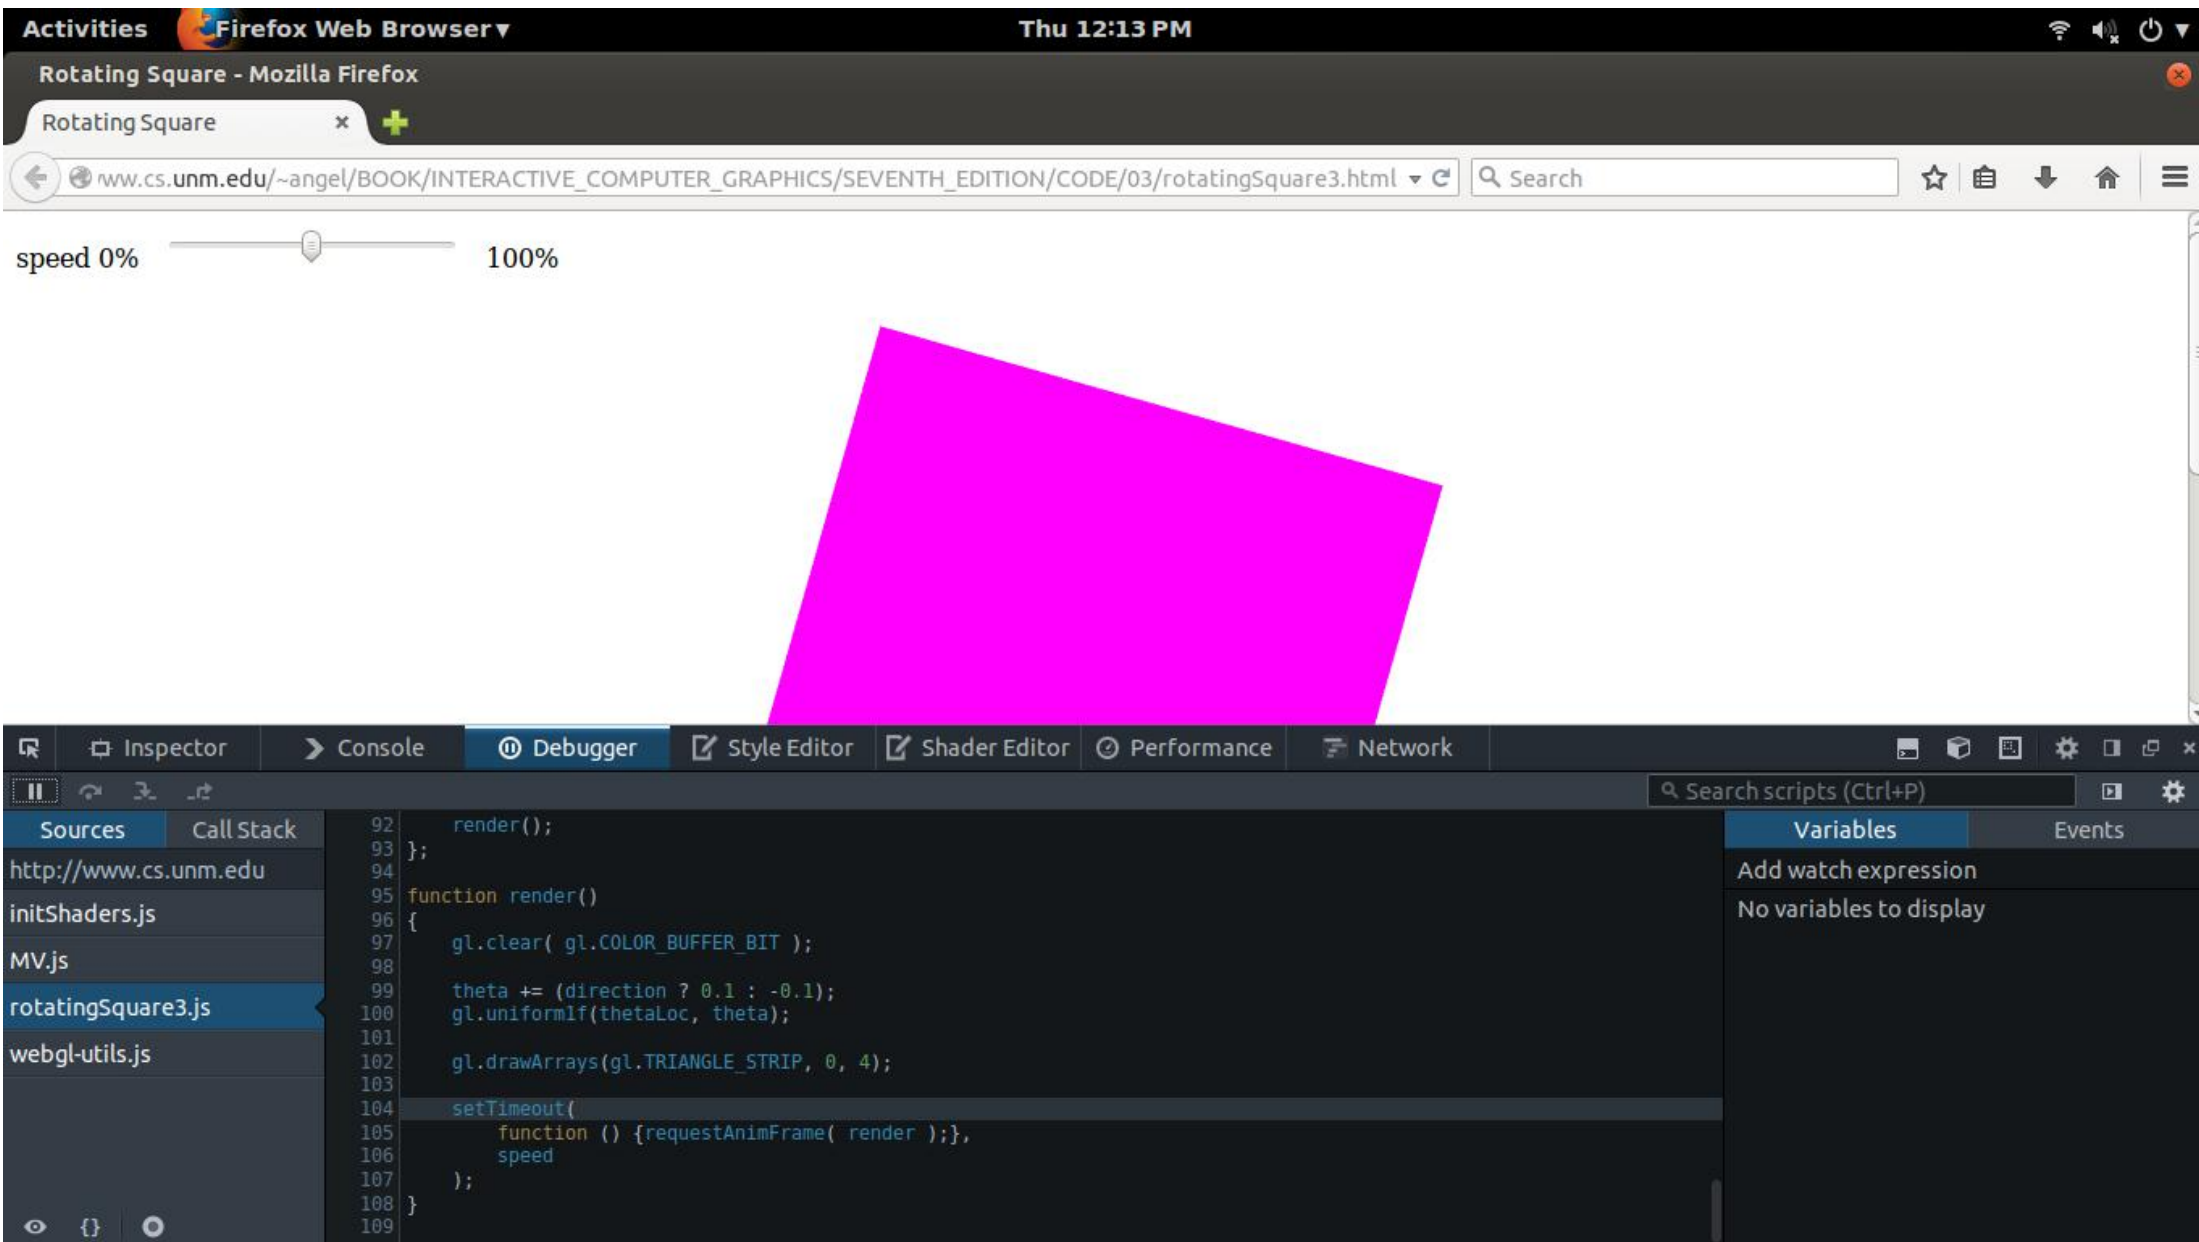 Activities Firefox Web Browser ▾ Thu 12:13 PM
Rotating Square - Mozilla Firefox
Rotating Square
ww.cs.unm.edu/~angel/BOOK/INTERACTIVE_COMPUTER_GRAPHICS/SEVENTH_EDITION/CODE/03/rotatingSquare3.html Search
speed 0% 100%
Inspector Console Debugger Style Editor Shader Editor Performance Network
Search scripts (Ctrl+P)
Sources Call Stack
http://www.cs.unm.edu
initShaders.js
MV.js
rotatingSquare3.js
webgl-utils.js
{}
92 render();
93 };
94
95 function render()
96 {
97 gl.clear( gl.COLOR_BUFFER_BIT );
98
99 theta += (direction ? 0.1 : -0.1);
100 gl.uniform1f(thetaLoc, theta);
101
102 gl.drawArrays(gl.TRIANGLE_STRIP, 0, 4);
103
104 setTimeout(
105 function () {requestAnimFrame( render );},
106 speed
107 );
108 }
109
Variables Events
Add watch expression
No variables to display